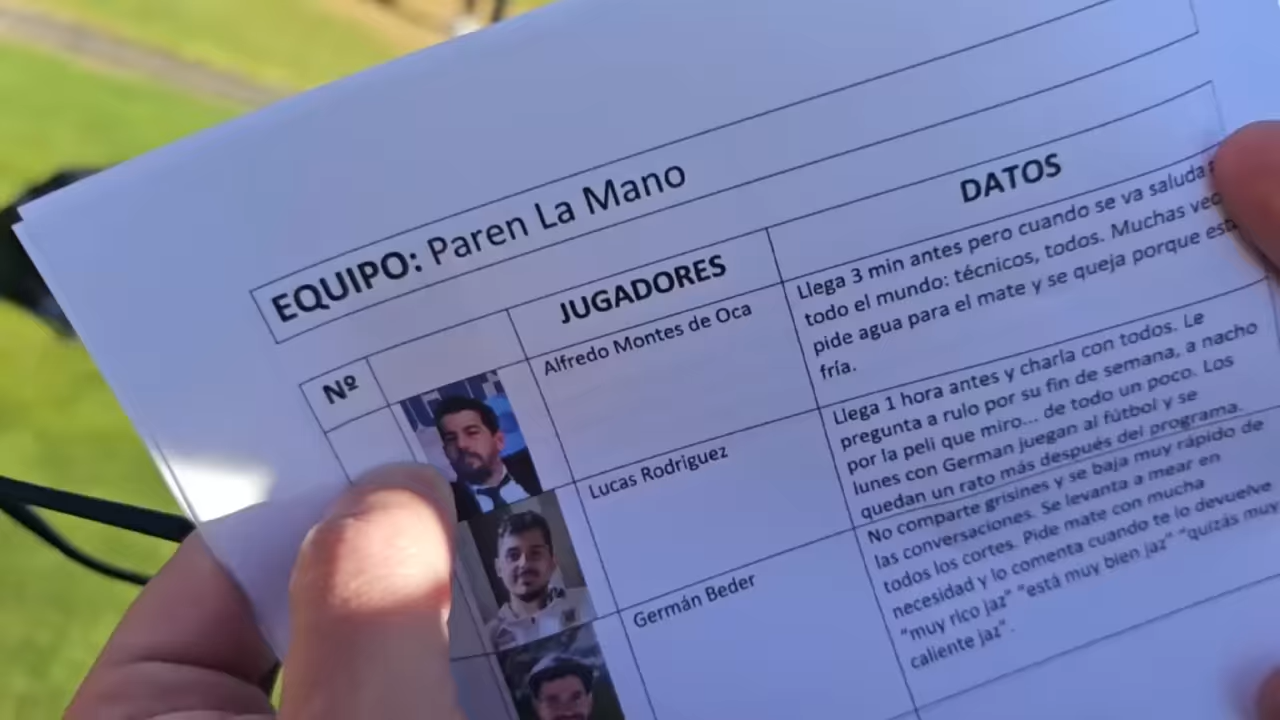 EQUIPO: Paren La Mano
Nº
JUGADORES
DATOS
Alfredo Montes de Oca
Llega 3 min antes pero cuando se va saluda
todo el mundo: técnicos, todos. Muchas vec
pide agua para el mate y se queja porque est
fría.
Lucas Rodriguez
Llega 1 hora antes y charla con todos. Le
pregunta a rulo por su fin de semana, a nacho
por la peli que miro... de todo un poco. Los
lunes con German juegan al fútbol y se
quedan un rato más después del programa.
Germán Beder
No comparte grisines y se baja muy rápido de
las conversaciones. Se levanta a mear en
todos los cortes. Pide mate con mucha
necesidad y lo comenta cuando te lo devuelve
"muy rico jaz" "está muy bien jaz" "quizás muy
caliente jaz".